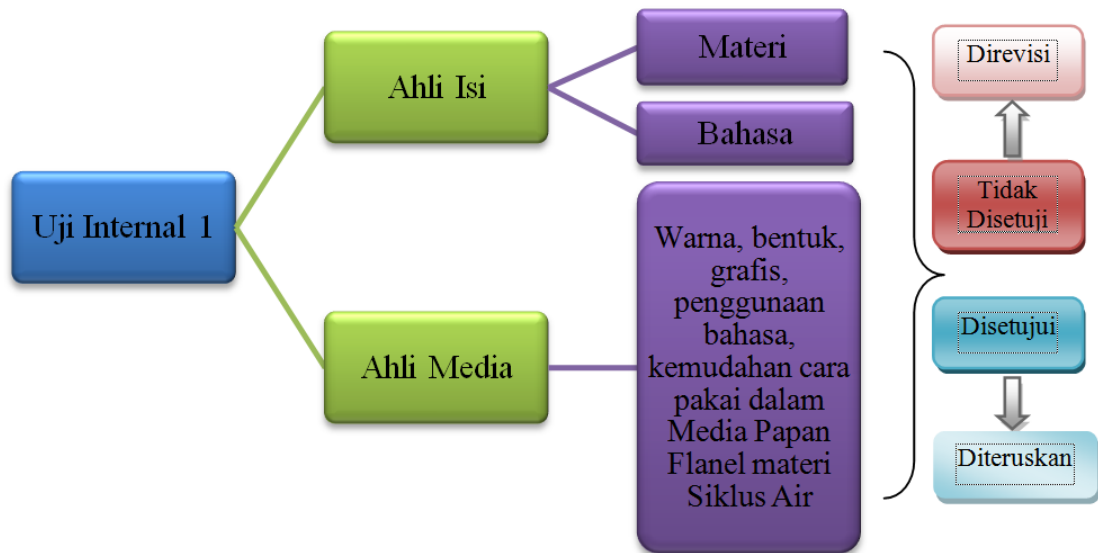 Uji Internal 1
Ahli Isi
Materi
Bahasa
Ahli Media
Warna, bentuk,
grafis,
penggunaan
bahasa,
kemudahan cara
pakai dalam
Media Papan
Flanel materi
Siklus Air
Direvisi
Tidak
Disetuji
Disetujui
Diteruskan